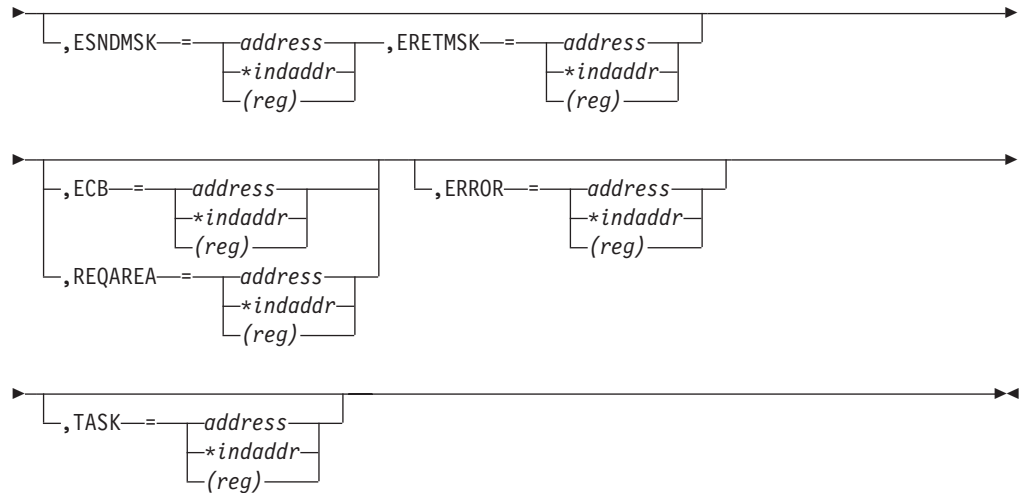 ,ESNDMSK = address ,ERETMSK = address
*indaddr *indaddr
(reg) (reg)
,ECB = address ,ERROR = address
*indaddr *indaddr
(reg) (reg)
,REQAREA = address
*indaddr
(reg)
,TASK = address
*indaddr
(reg)